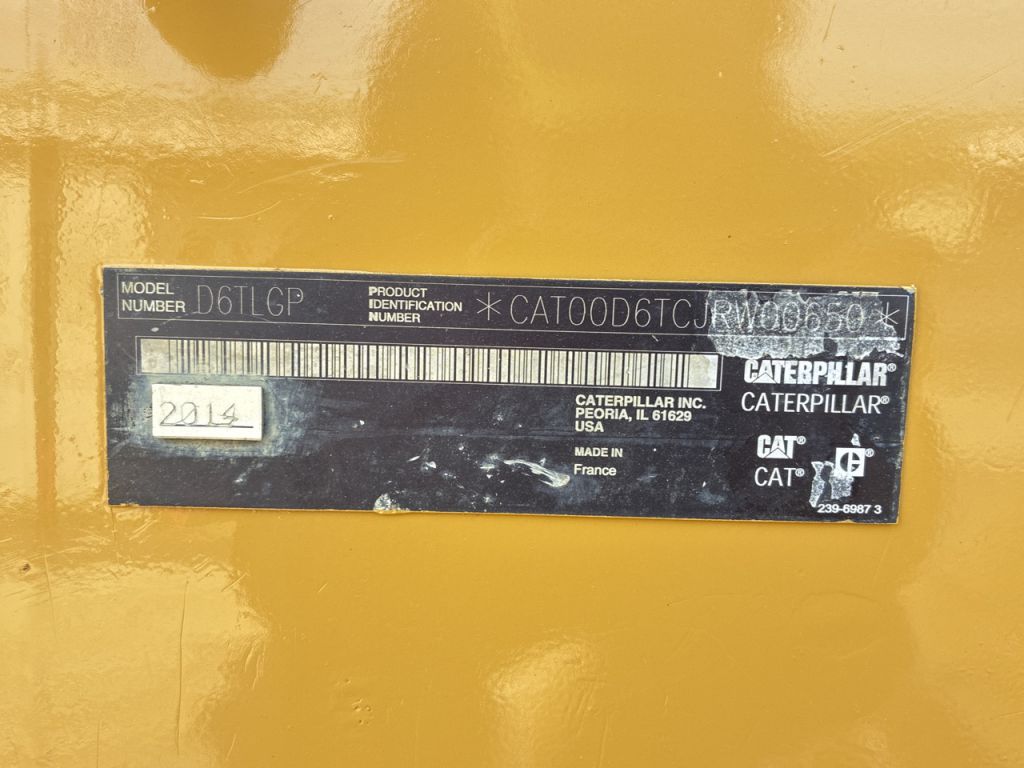 MODEL NUMBER D6TLGP
PRODUCT IDENTIFICATION NUMBER *CAT00D6TCJRW00650*
2014
CATERPILLAR INC.
PEORIA, IL 61629
USA
MADE IN
France
CATERPILLAR®
CATERPILLAR®
CAT® G®
CAT®
239-6987 3